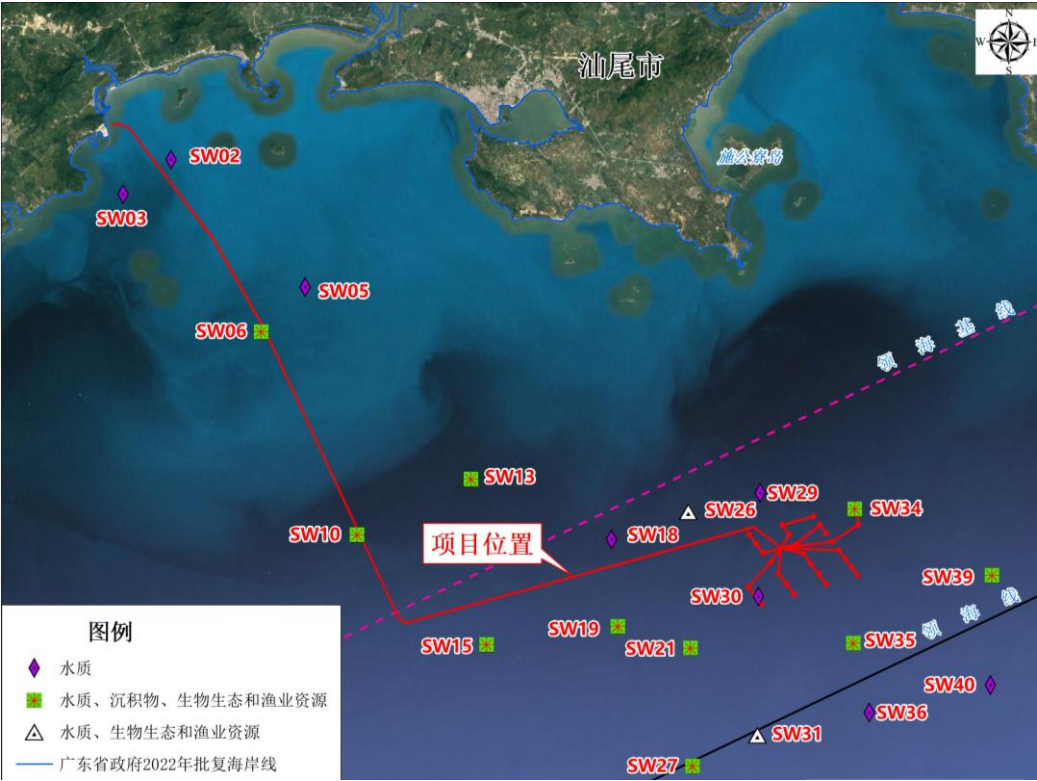 N
W
E
S
汕尾市
施公寮岛
SW02
SW03
SW05
SW06
领海基线
SW13
SW29
SW26
SW34
SW10
SW18
项目位置
SW39
SW30
领海线
SW19
SW15
SW21
SW35
SW40
SW36
SW31
SW27
图例
水质
水质、沉积物、生物生态和渔业资源
水质、生物生态和渔业资源
广东省政府2022年批复海岸线